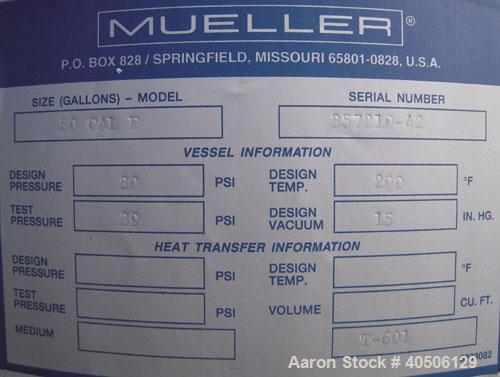 MUELLER®
P.O. BOX 828 / SPRINGFIELD, MISSOURI 65801-0828, U.S.A.
SIZE (GALLONS) – MODEL SERIAL NUMBER
50 CAL F 357210-42
VESSEL INFORMATION
DESIGN PRESSURE 30 PSI DESIGN TEMP. 200 °F
TEST PRESSURE 39 PSI DESIGN VACUUM 15 IN. HG.
HEAT TRANSFER INFORMATION
DESIGN PRESSURE PSI DESIGN TEMP. °F
TEST PRESSURE PSI VOLUME CU. FT.
MEDIUM T-601
Aaron Stock # 40506129